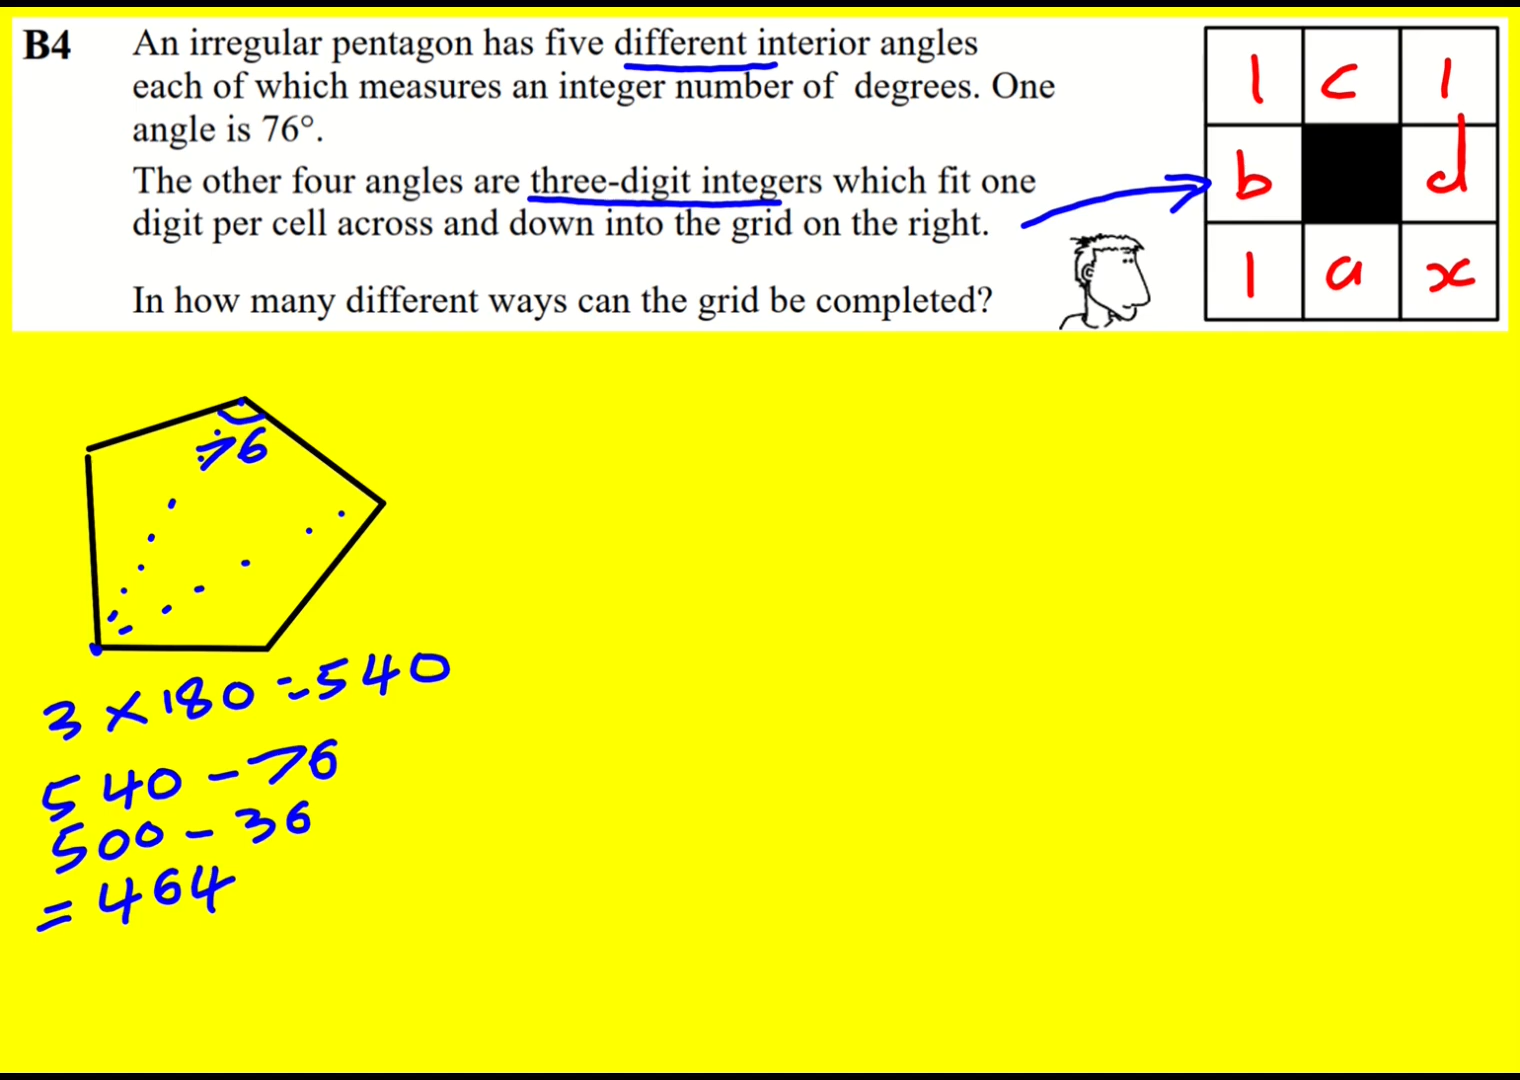 B4 An irregular pentagon has five different interior angles
each of which measures an integer number of degrees. One
angle is 76°.
The other four angles are three-digit integers which fit one
digit per cell across and down into the grid on the right.
In how many different ways can the grid be completed?
1 c 1
b d
1 a x
76
3 × 180 = 540
540 - 76
500 - 36
= 464